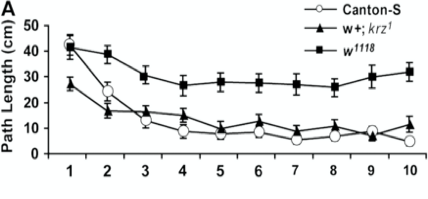 A
Canton-S
w+; krz¹
w¹¹¹⁸
Path Length (cm)
50
40
30
20
10
0
1 2 3 4 5 6 7 8 9 10